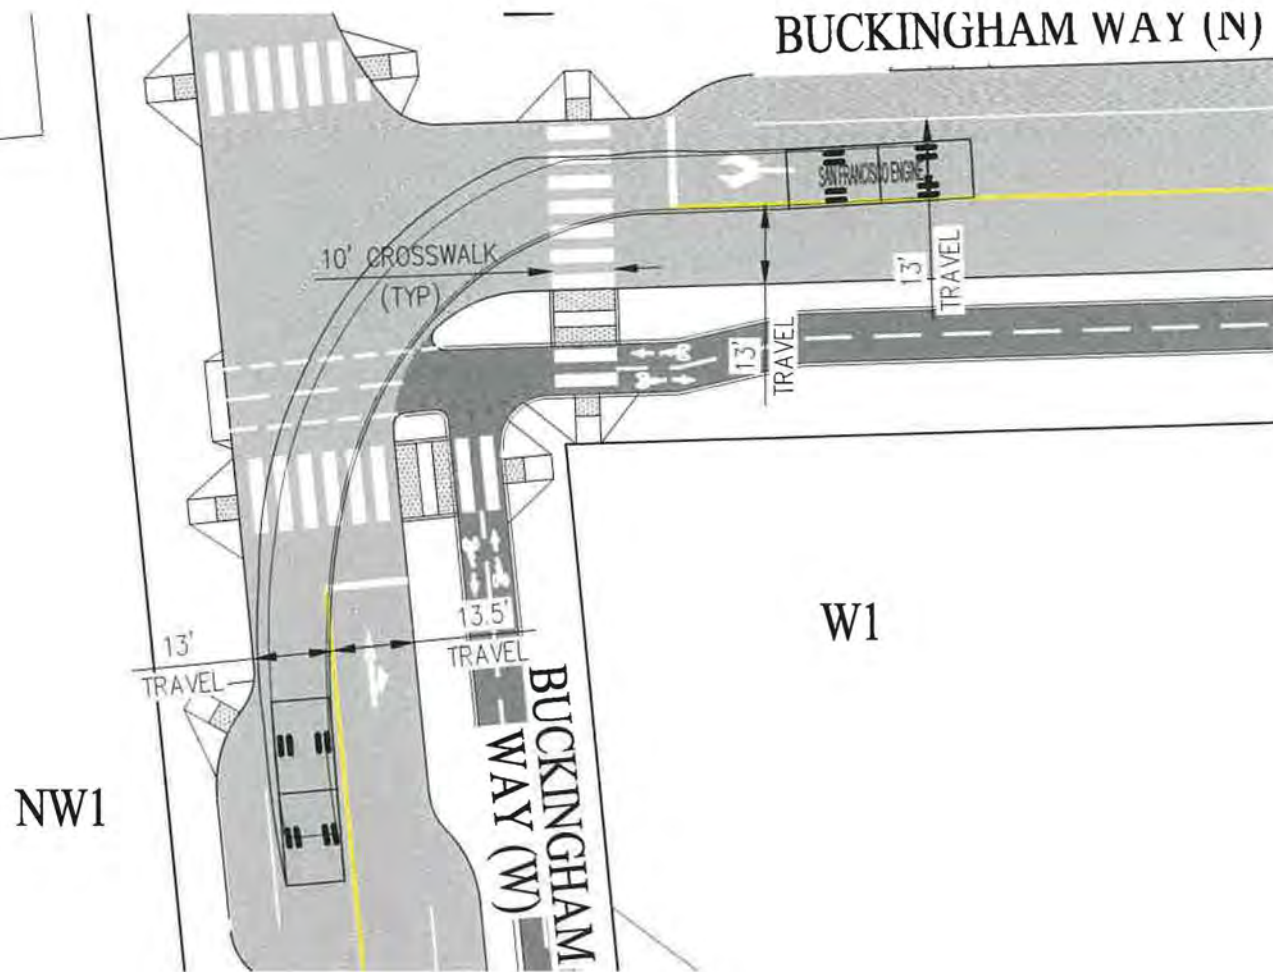 BUCKINGHAM WAY (N)
SAN FRANCISCO ENGINE
10' CROSSWALK
(TYP)
13'
TRAVEL
13'
TRAVEL
13'
TRAVEL
13.5'
TRAVEL
W1
BUCKINGHAM
WAY (W)
NW1